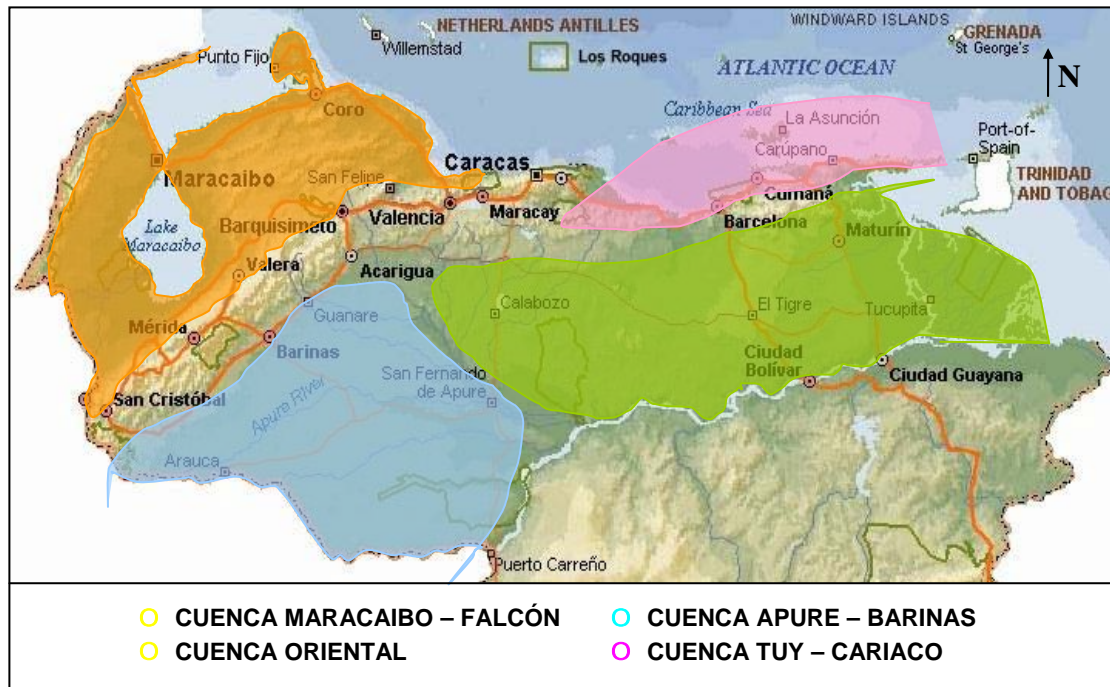 NETHERLANDS ANTILLES
WINDWARD ISLANDS
GRENADA
St George's
Willemstad
Punto Fijo
Los Roques
ATLANTIC OCEAN
N
Coro
Caribbean Sea
La Asunción
Port-of-
Spain
Carúpano
TRINIDAD
AND TOBAG
Maracaibo
Caracas
San Felipe
Valencia
Maracay
Cumaná
Barcelona
Lake
Maracaibo
Barquisimeto
Maturín
Acarigua
Valera
Calabozo
El Tigre
Tucupita
Guanare
Mérida
Barinas
Ciudad
Bolívar
Ciudad Guayana
San Fernando
de Apure
San Cristóbal
Apure River
Arauca
Puerto Carreño
CUENCA MARACAIBO – FALCÓN
CUENCA APURE – BARINAS
CUENCA ORIENTAL
CUENCA TUY – CARIACO